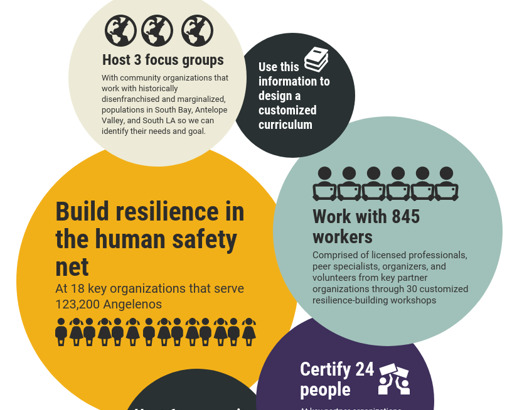 Host 3 focus groups
With community organizations that
work with historically
disenfranchised and marginalized,
populations in South Bay, Antelope
Valley, and South LA so we can
identify their needs and goal.
Use this
information to
design a
customized
curriculum
Work with 845
workers
Comprised of licensed professionals,
peer specialists, organizers, and
volunteers from key partner
organizations through 30 customized
resilience-building workshops
Build resilience in
the human safety
net
At 18 key organizations that serve
123,200 Angelenos
Certify 24
people